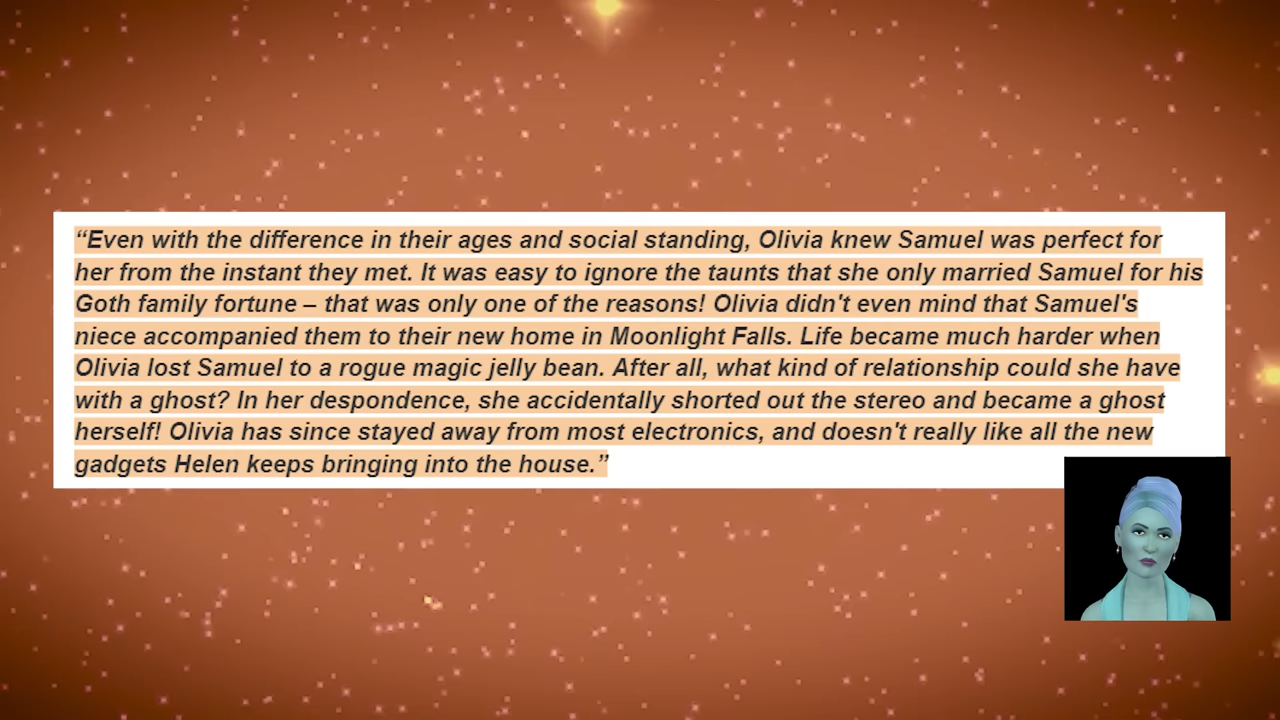 “Even with the difference in their ages and social standing, Olivia knew Samuel was perfect for
her from the instant they met. It was easy to ignore the taunts that she only married Samuel for his
Goth family fortune – that was only one of the reasons! Olivia didn't even mind that Samuel's
niece accompanied them to their new home in Moonlight Falls. Life became much harder when
Olivia lost Samuel to a rogue magic jelly bean. After all, what kind of relationship could she have
with a ghost? In her despondence, she accidentally shorted out the stereo and became a ghost
herself! Olivia has since stayed away from most electronics, and doesn't really like all the new
gadgets Helen keeps bringing into the house.”